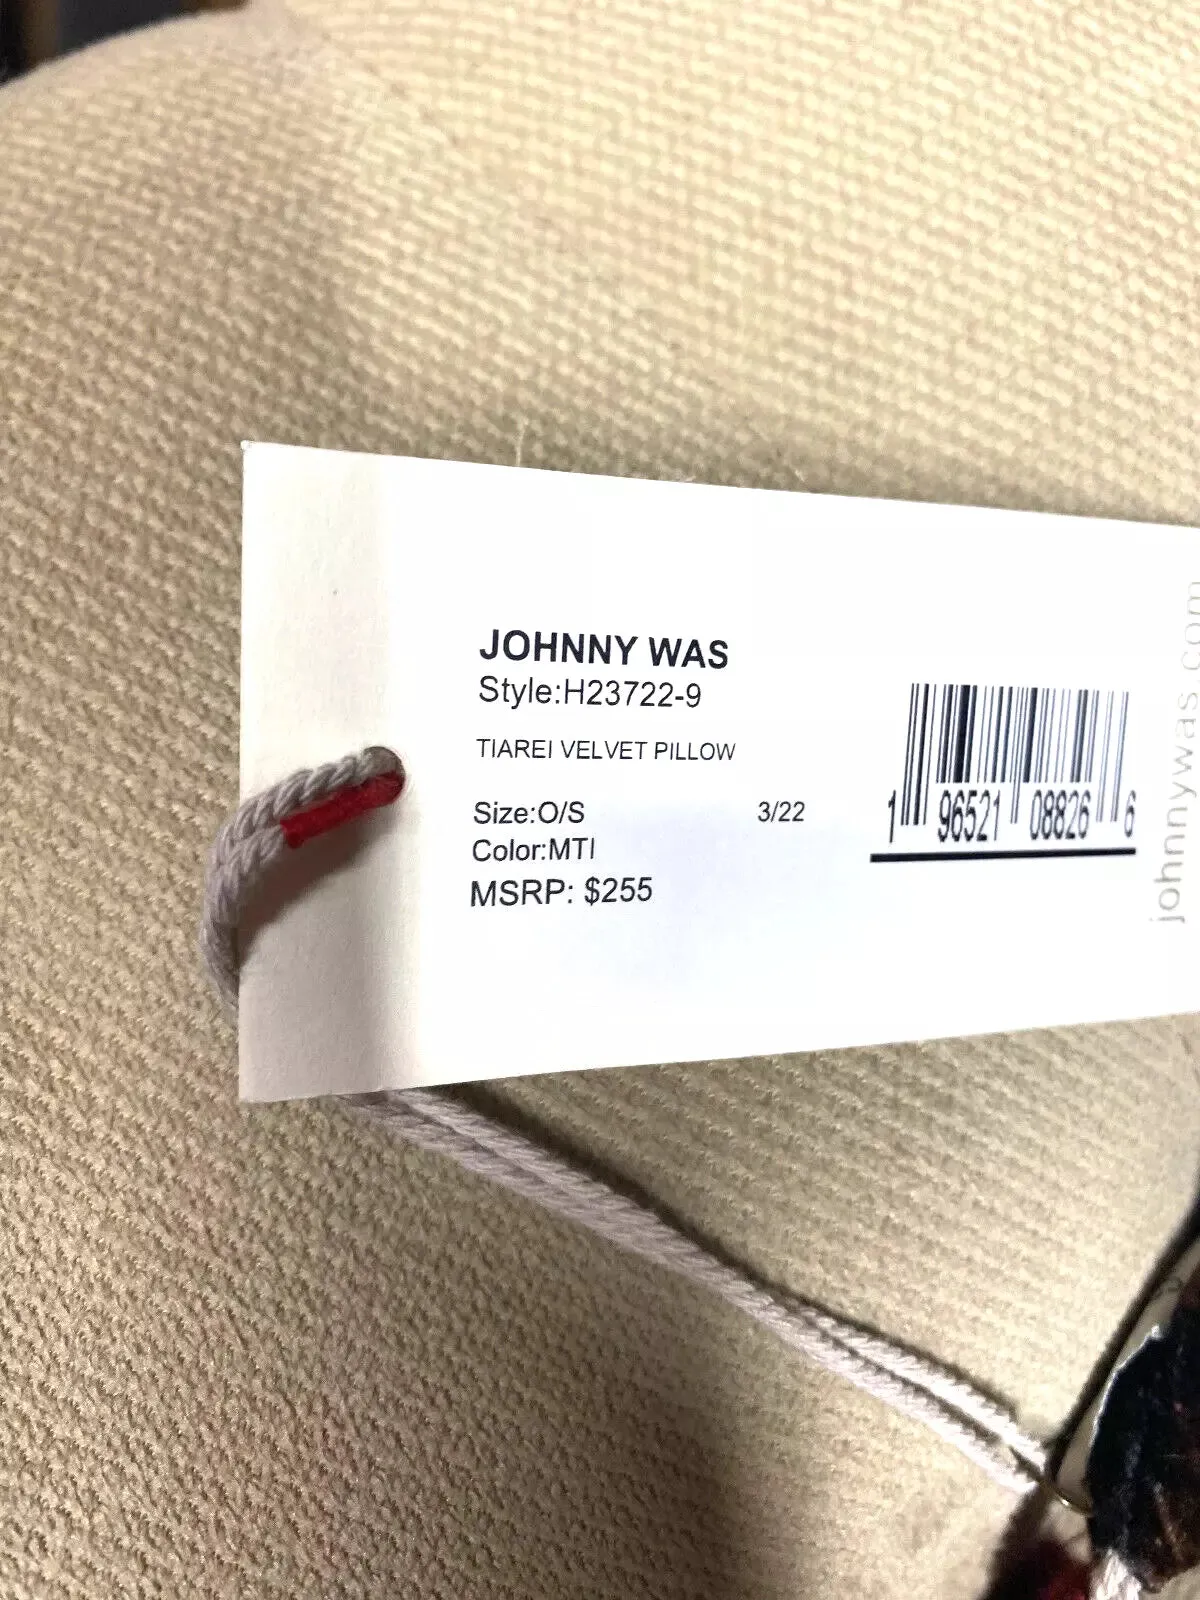 JOHNNY WAS
Style:H23722-9
TIAREI VELVET PILLOW
Size:O/S 3/22
Color:MTI
MSRP: $255
1 96521 08826 6
johnnywas.com